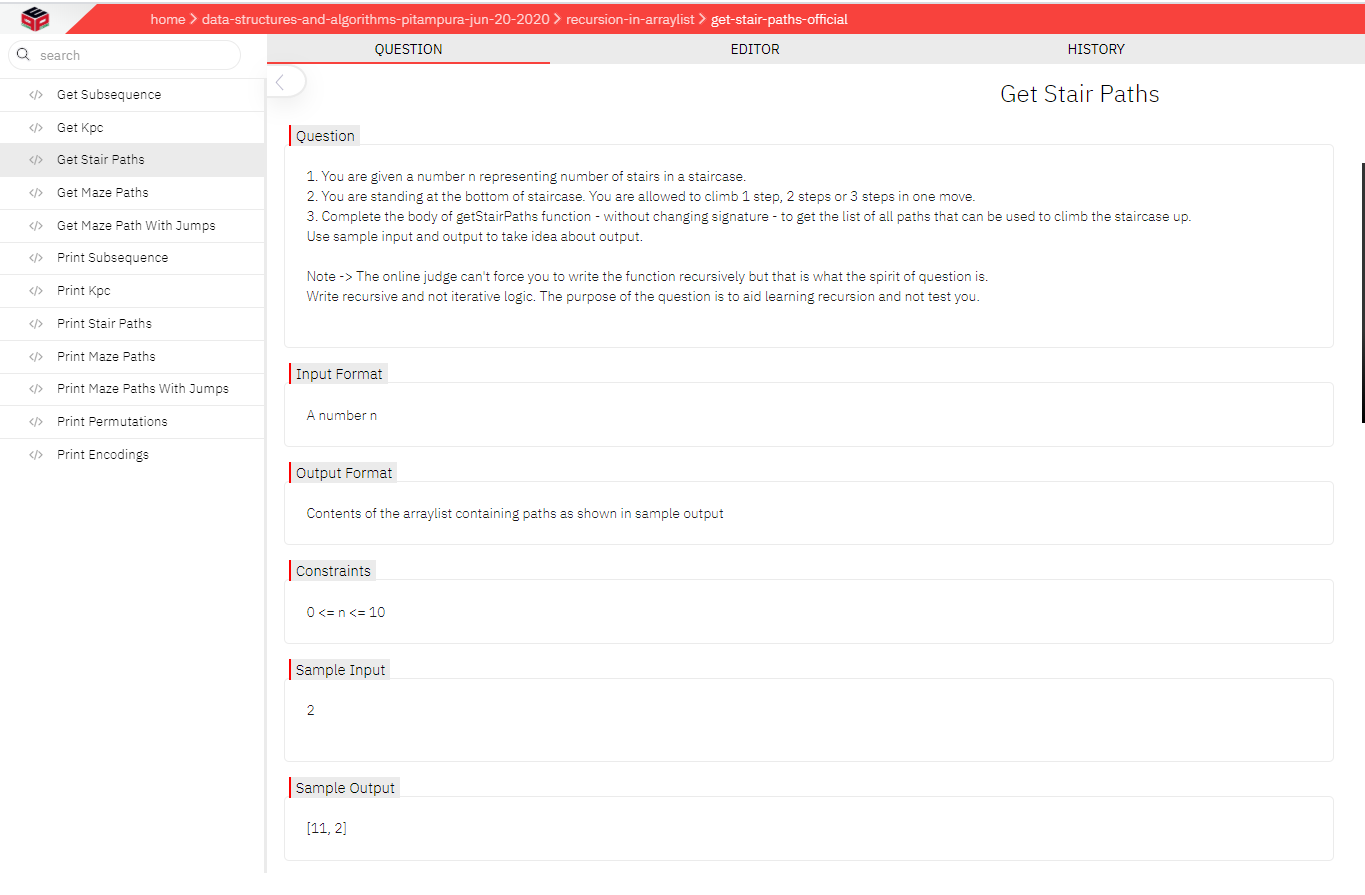 home > data-structures-and-algorithms-pitampura-jun-20-2020 > recursion-in-arraylist > get-stair-paths-official
search
QUESTION
EDITOR
HISTORY
</> Get Subsequence
</> Get Kpc
</> Get Stair Paths
</> Get Maze Paths
</> Get Maze Path With Jumps
</> Print Subsequence
</> Print Kpc
</> Print Stair Paths
</> Print Maze Paths
</> Print Maze Paths With Jumps
</> Print Permutations
</> Print Encodings
Get Stair Paths
Question
1. You are given a number n representing number of stairs in a staircase.
2. You are standing at the bottom of staircase. You are allowed to climb 1 step, 2 steps or 3 steps in one move.
3. Complete the body of getStairPaths function - without changing signature - to get the list of all paths that can be used to climb the staircase up.
Use sample input and output to take idea about output.
Note -> The online judge can't force you to write the function recursively but that is what the spirit of question is.
Write recursive and not iterative logic. The purpose of the question is to aid learning recursion and not test you.
Input Format
A number n
Output Format
Contents of the arraylist containing paths as shown in sample output
Constraints
0 <= n <= 10
Sample Input
2
Sample Output
[11, 2]